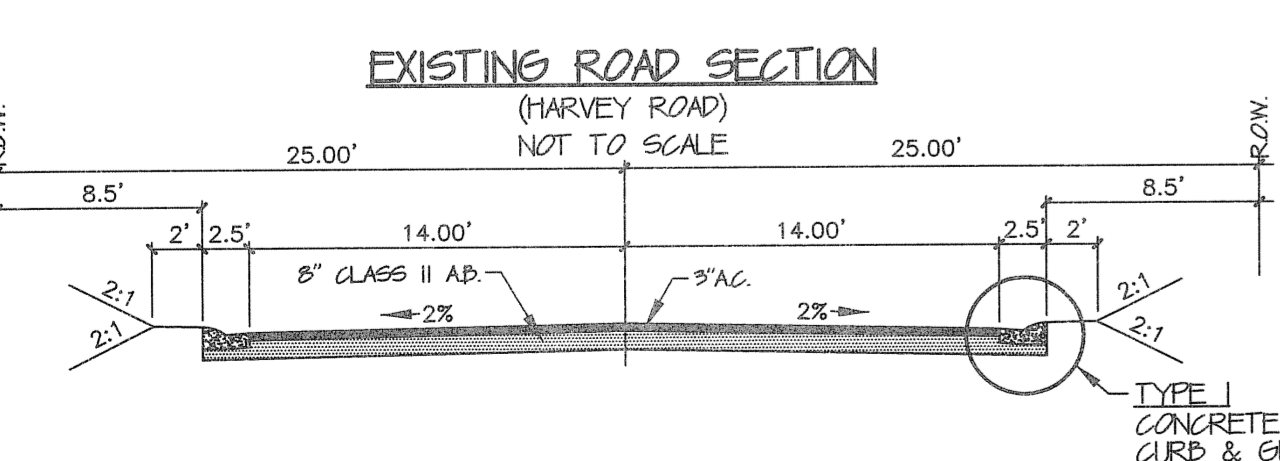 EXISTING ROAD SECTION
(HARVEY ROAD)
NOT TO SCALE
R.O.W.
R.O.W.
25.00' 25.00'
8.5' 8.5'
2' 2.5' 14.00' 14.00' 2.5' 2'
8" CLASS II A.B. 3"A.C.
2:1 2% 2% 2:1
2:1 2:1
TYPE I
CONCRETE
CURB &